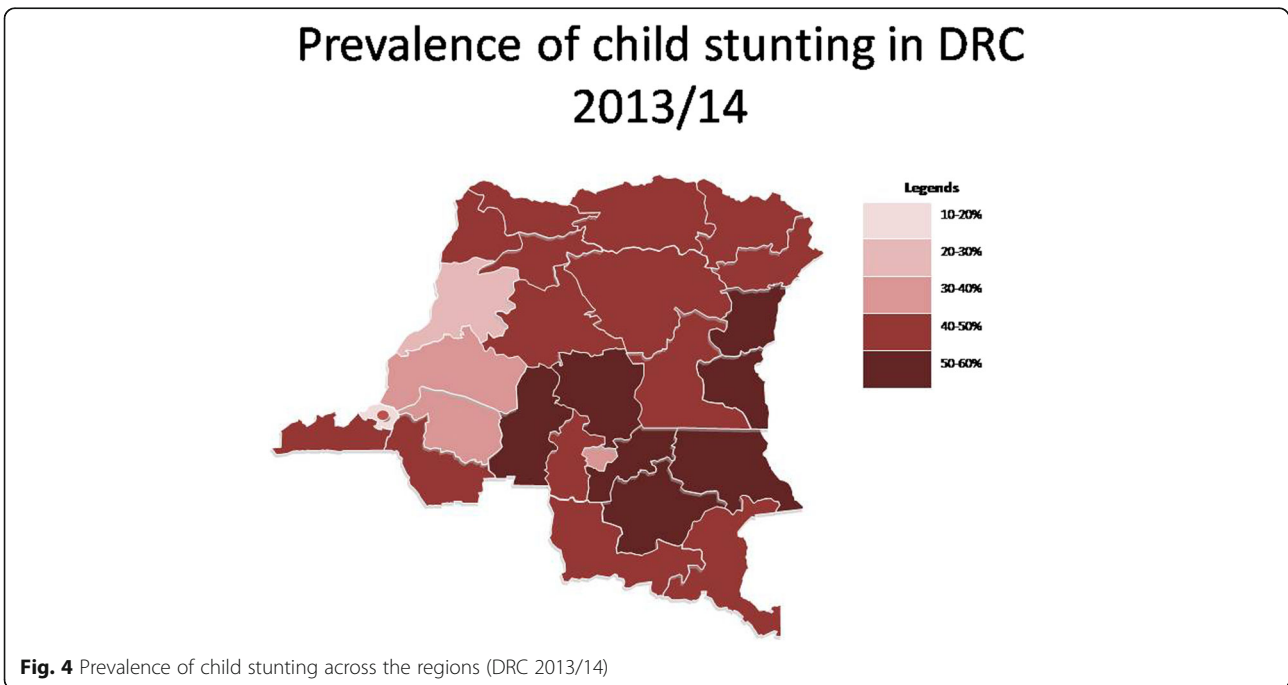 Prevalence of child stunting in DRC
2013/14
Legends
10-20%
20-30%
30-40%
40-50%
50-60%
Fig. 4 Prevalence of child stunting across the regions (DRC 2013/14)